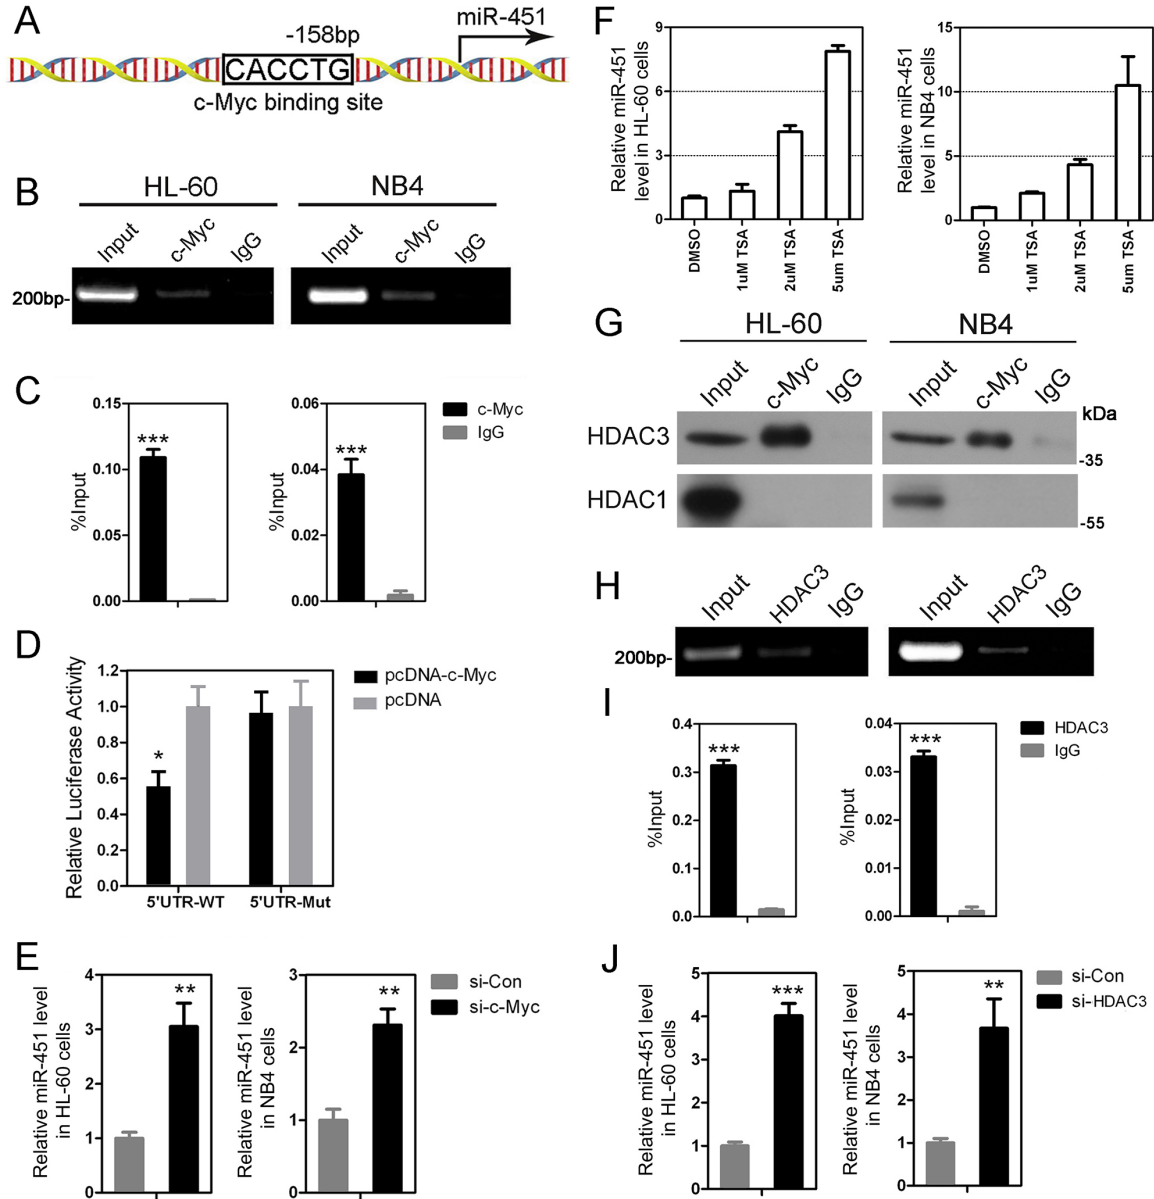 A
-158bp
miR-451
CACCTG
c-Myc binding site
B
HL-60
NB4
Input
c-Myc
IgG
Input
c-Myc
IgG
200bp-
C
%Input
0.15
0.10
0.05
0.00
***
%Input
0.06
0.04
0.02
0.00
***
c-Myc
IgG
D
Relative Luciferase Activity
1.2
1.0
0.8
0.6
0.4
0.2
0.0
*
5'UTR-WT
5'UTR-Mut
pcDNA-c-Myc
pcDNA
E
Relative miR-451 level
in HL-60 cells
4
3
2
1
0
**
Relative miR-451 level
in NB4 cells
3
2
1
0
**
si-Con
si-c-Myc
F
Relative miR-451
level in HL-60 cells
9
6
3
0
DMSO
1uM TSA
2uM TSA
5um TSA
Relative miR-451
level in NB4 cells
15
10
5
0
DMSO
1uM TSA
2uM TSA
5um TSA
G
HL-60
NB4
Input
c-Myc
IgG
Input
c-Myc
IgG
kDa
HDAC3
-35
HDAC1
-55
H
Input
HDAC3
IgG
Input
HDAC3
IgG
200bp-
I
%Input
0.4
0.3
0.2
0.1
0.0
***
%Input
0.04
0.03
0.02
0.01
0.00
***
HDAC3
IgG
J
Relative miR-451 level
in HL-60 cells
5
4
3
2
1
0
***
Relative miR-451 level
in NB4 cells
5
4
3
2
1
0
**
si-Con
si-HDAC3